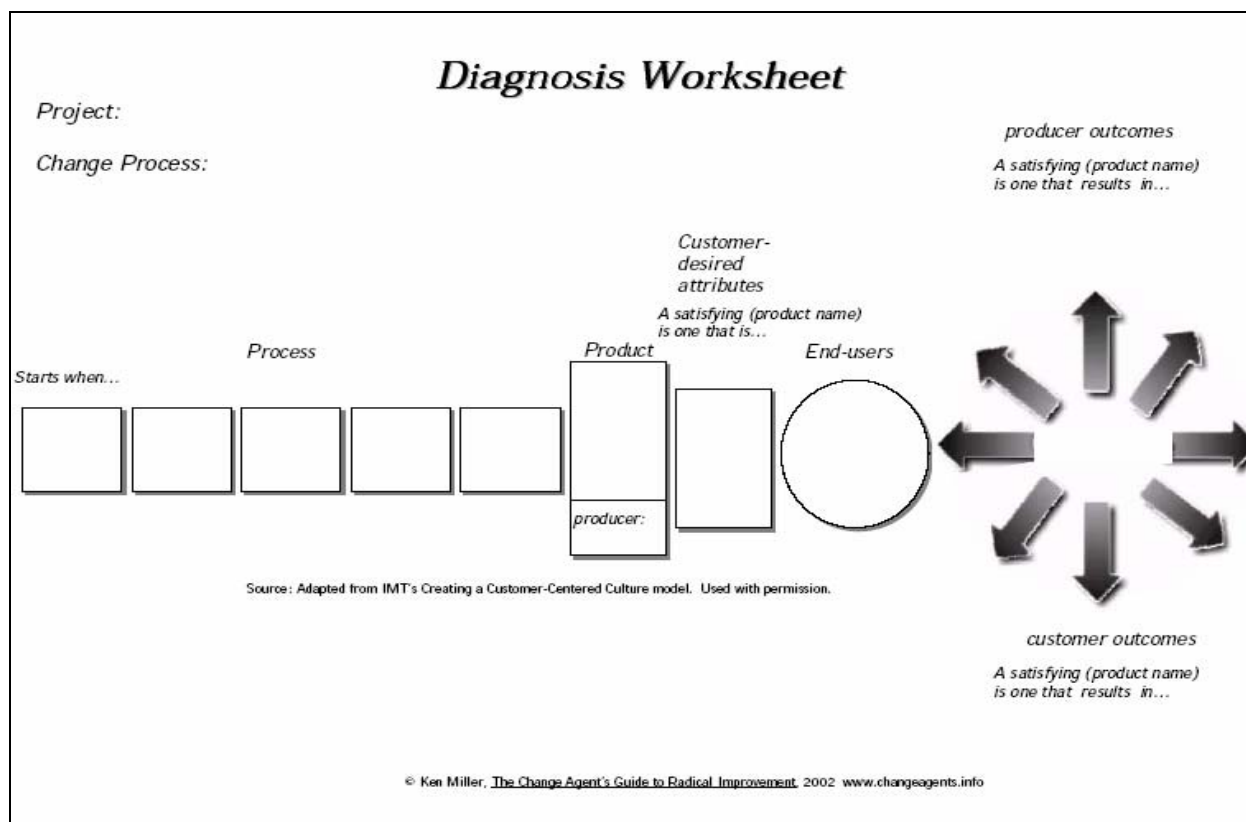 Diagnosis Worksheet
Project:
Change Process:
producer outcomes
A satisfying (product name)
is one that results in...
Customer-
desired
attributes
A satisfying (product name)
is one that is...
Process
Product
End-users
Starts when...
producer:
Source: Adapted from IMT's Creating a Customer-Centered Culture model. Used with permission.
customer outcomes
A satisfying (product name)
is one that results in...
© Ken Miller, The Change Agent's Guide to Radical Improvement, 2002 www.changeagents.info